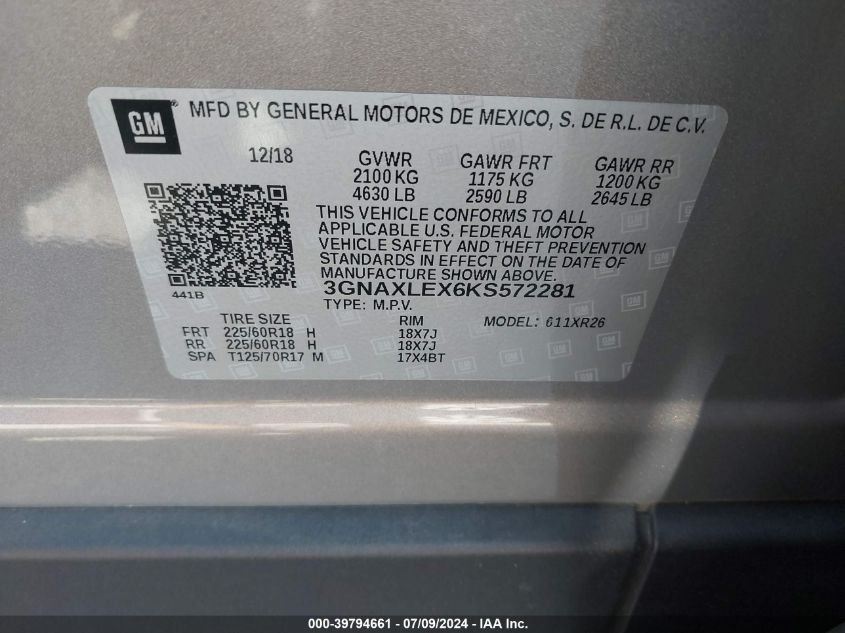 GM ® MFD BY GENERAL MOTORS DE MEXICO, S. DE R.L. DE C.V.
12/18 GVWR GAWR FRT GAWR RR
2100 KG 1175 KG 1200 KG
4630 LB 2590 LB 2645 LB
THIS VEHICLE CONFORMS TO ALL
APPLICABLE U.S. FEDERAL MOTOR
VEHICLE SAFETY AND THEFT PREVENTION
STANDARDS IN EFFECT ON THE DATE OF
MANUFACTURE SHOWN ABOVE.
441B 3GNAXLEX6KS572281
TYPE: M.P.V.
TIRE SIZE RIM MODEL: 611XR26
FRT 225/60R18 H 18X7J
RR 225/60R18 H 18X7J
SPA T125/70R17 M 17X4BT
000-39794661 - 07/09/2024 - IAA Inc.